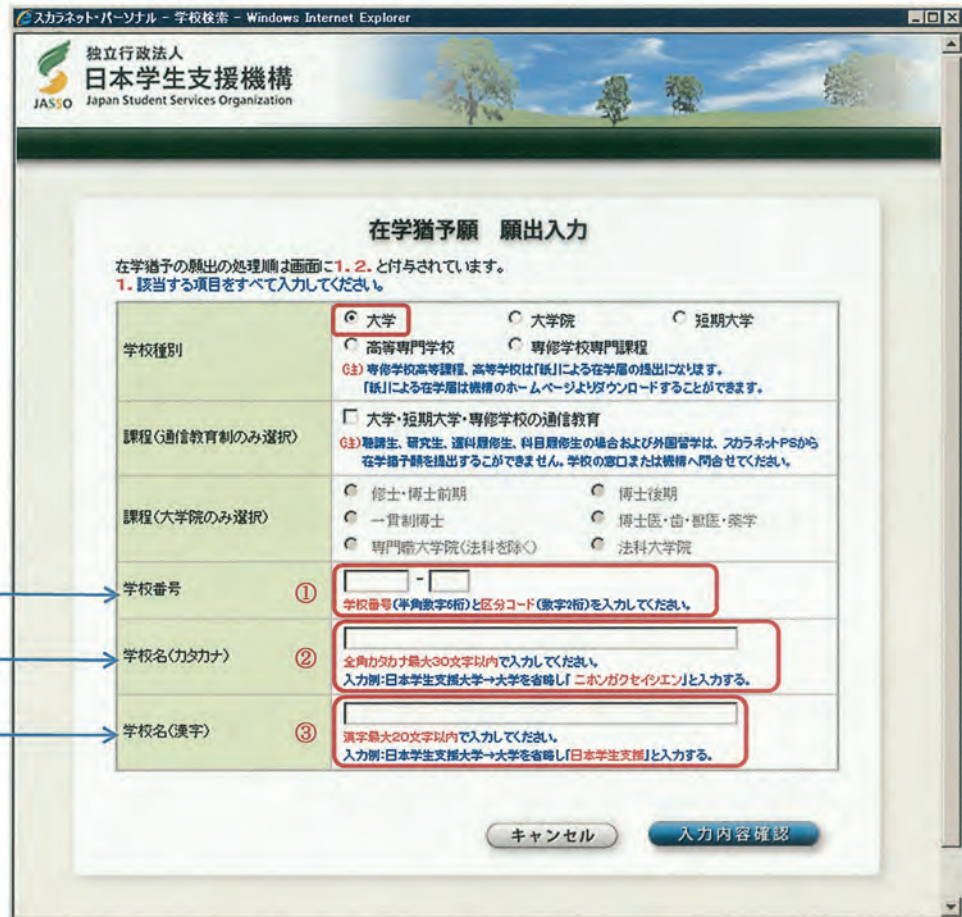 スカラネット・パーソナル - 学校検索 - Windows Internet Explorer
独立行政法人
日本学生支援機構
JASSO Japan Student Services Organization
在学猶予願 願出入力
在学猶予の願出の処理順は画面に1. 2. と付与されています。
1. 該当する項目をすべて入力してください。
学校種別
大学 大学院 短期大学
高等専門学校 専修学校専門課程
(注) 専修学校高等課程、高等学校は「紙」による在学届の提出になります。
「紙」による在学届は機構のホームページよりダウンロードすることができます。
課程(通信教育制のみ選択)
大学・短期大学・専修学校の通信教育
(注)聴講生、研究生、選科履修生、科目履修生の場合および外国留学は、スカラネットPSから
在学猶予願を提出することができません。学校の窓口または機構へ問合せてください。
課程(大学院のみ選択)
修士・博士前期 博士後期
一貫制博士 博士医・歯・獣医・薬学
専門職大学院(法科を除く) 法科大学院
学校番号 ①
-
学校番号(半角数字6桁)と区分コード(数字2桁)を入力してください。
学校名(カタカナ) ②
全角カタカナ最大30文字以内で入力してください。
入力例:日本学生支援大学→大学を省略し「ニホンガクセイシエン」と入力する。
学校名(漢字) ③
漢字最大20文字以内で入力してください。
入力例:日本学生支援大学→大学を省略し「日本学生支援」と入力する。
キャンセル 入力内容確認